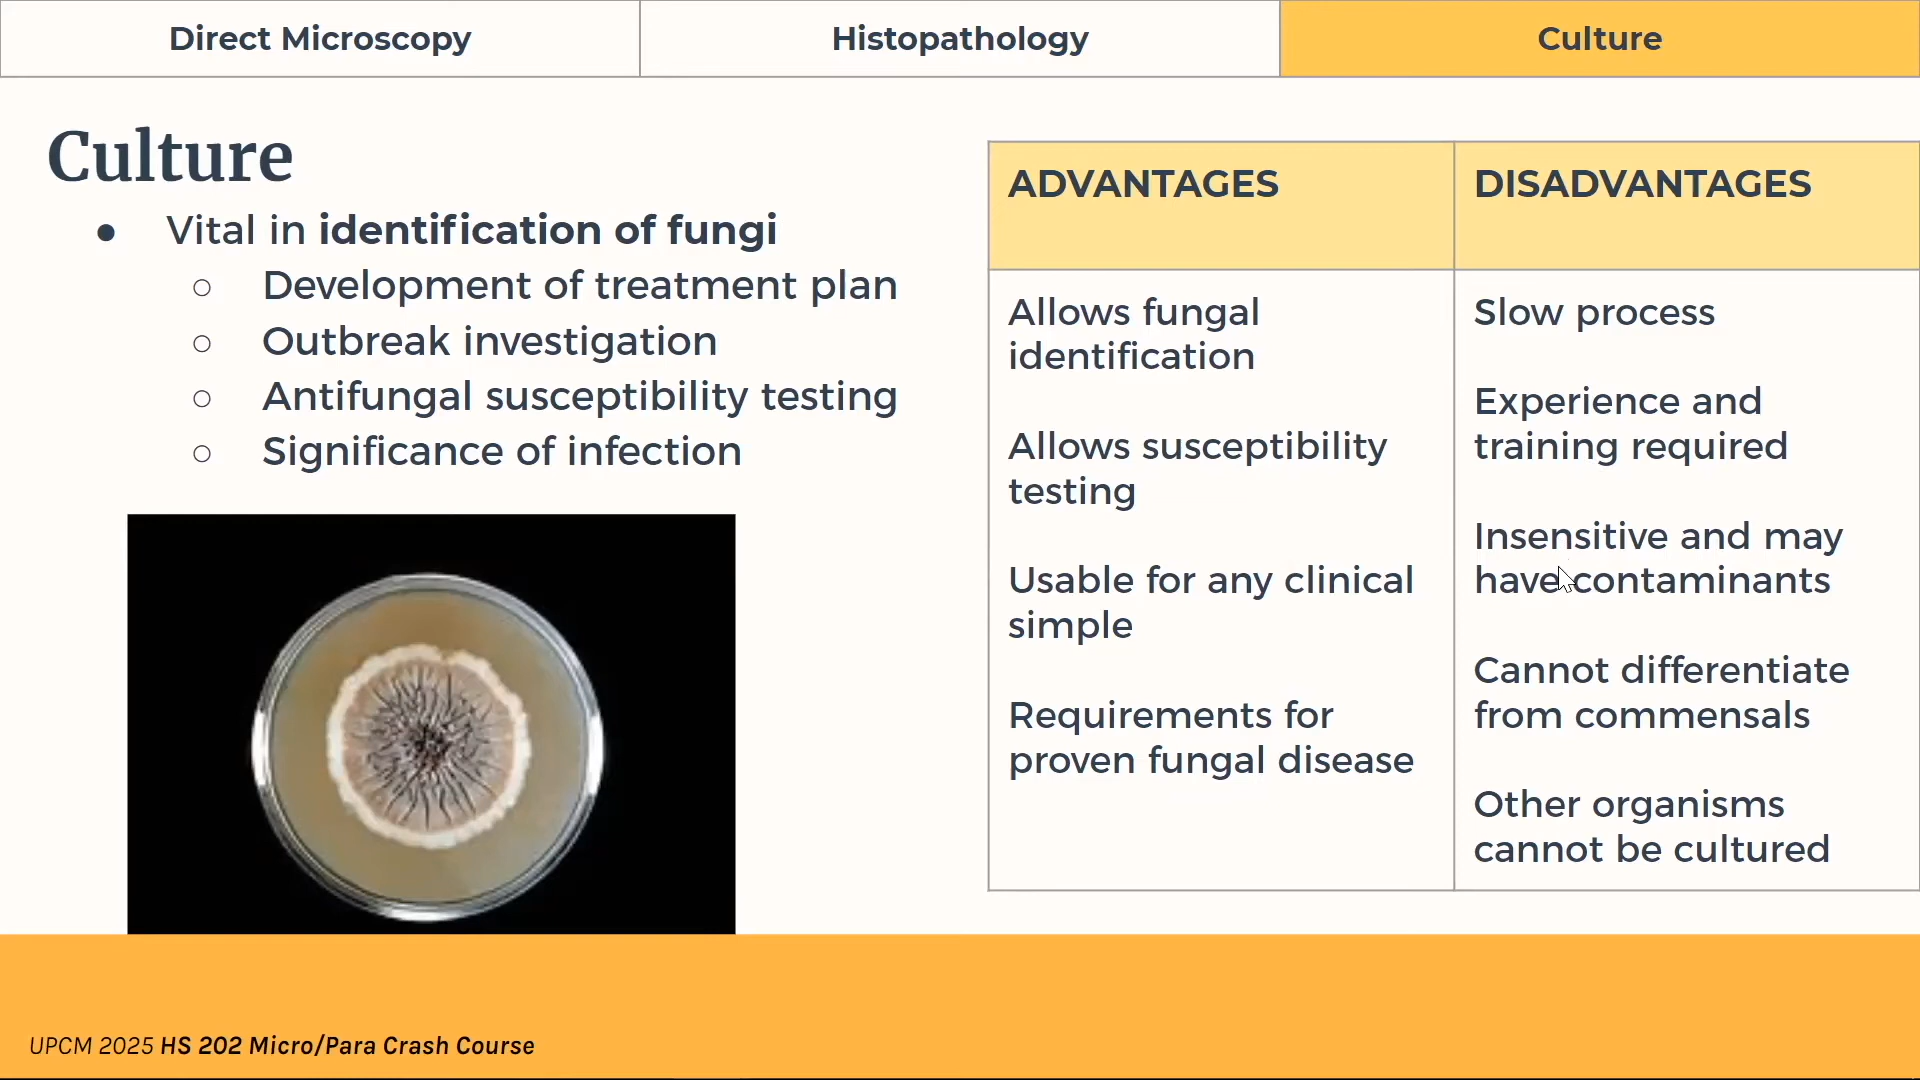 Direct Microscopy
Histopathology
Culture
Culture
● Vital in identification of fungi
○ Development of treatment plan
○ Outbreak investigation
○ Antifungal susceptibility testing
○ Significance of infection
ADVANTAGES
Allows fungal
identification
Allows susceptibility
testing
Usable for any clinical
simple
Requirements for
proven fungal disease
DISADVANTAGES
Slow process
Experience and
training required
Insensitive and may
have contaminants
Cannot differentiate
from commensals
Other organisms
cannot be cultured
UPCM 2025 HS 202 Micro/Para Crash Course